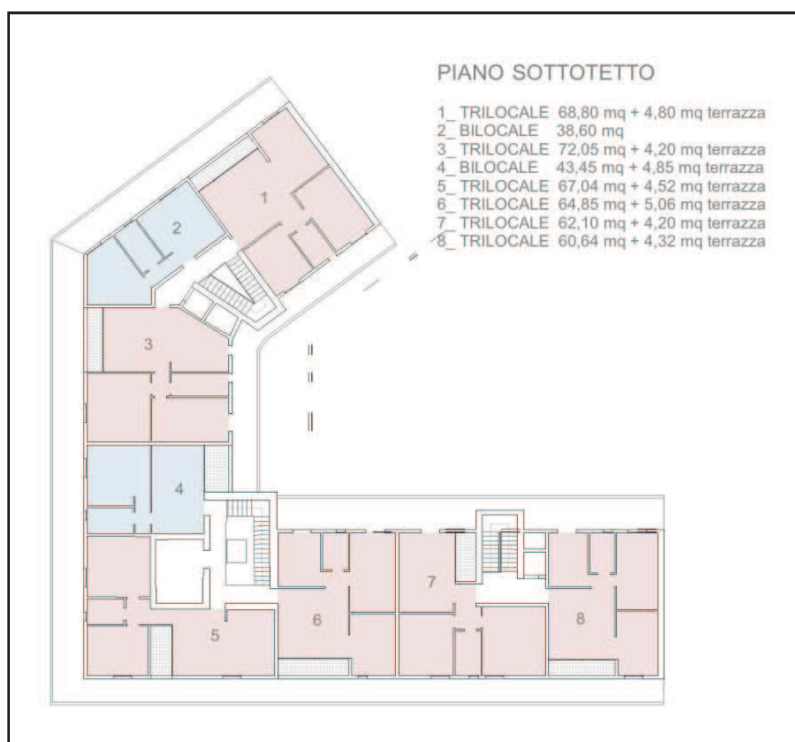 PIANO SOTTOTETTO
1_ TRILOCALE 68,80 mq + 4,80 mq terrazza
2_ BILOCALE 38,60 mq
3_ TRILOCALE 72,05 mq + 4,20 mq terrazza
4_ BILOCALE 43,45 mq + 4,85 mq terrazza
5_ TRILOCALE 67,04 mq + 4,52 mq terrazza
6_ TRILOCALE 64,85 mq + 5,06 mq terrazza
7_ TRILOCALE 62,10 mq + 4,20 mq terrazza
8_ TRILOCALE 60,64 mq + 4,32 mq terrazza
1
2
3
4
7
6
8
5